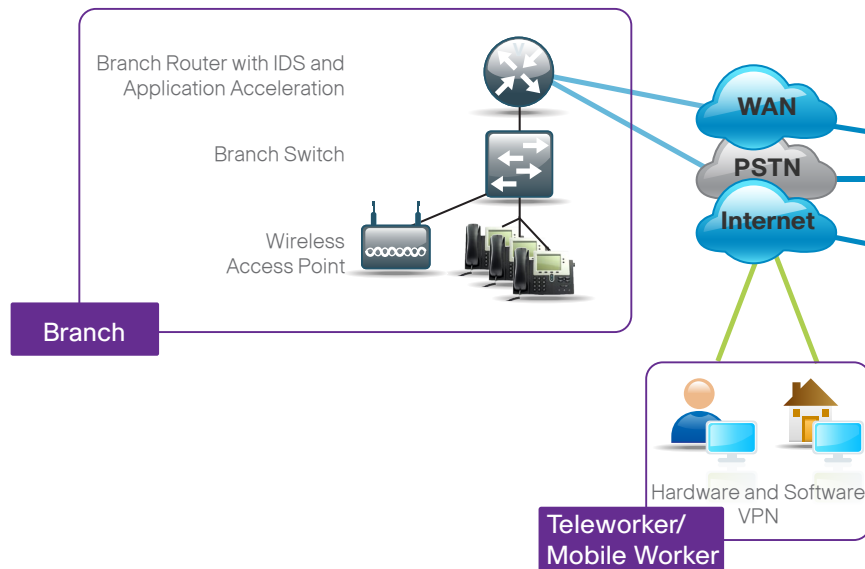 Branch Router with IDS and
Application Acceleration
WAN
Branch Switch
PSTN
Internet
Wireless
Access Point
Branch
Hardware and Software
VPN
Teleworker/
Mobile Worker